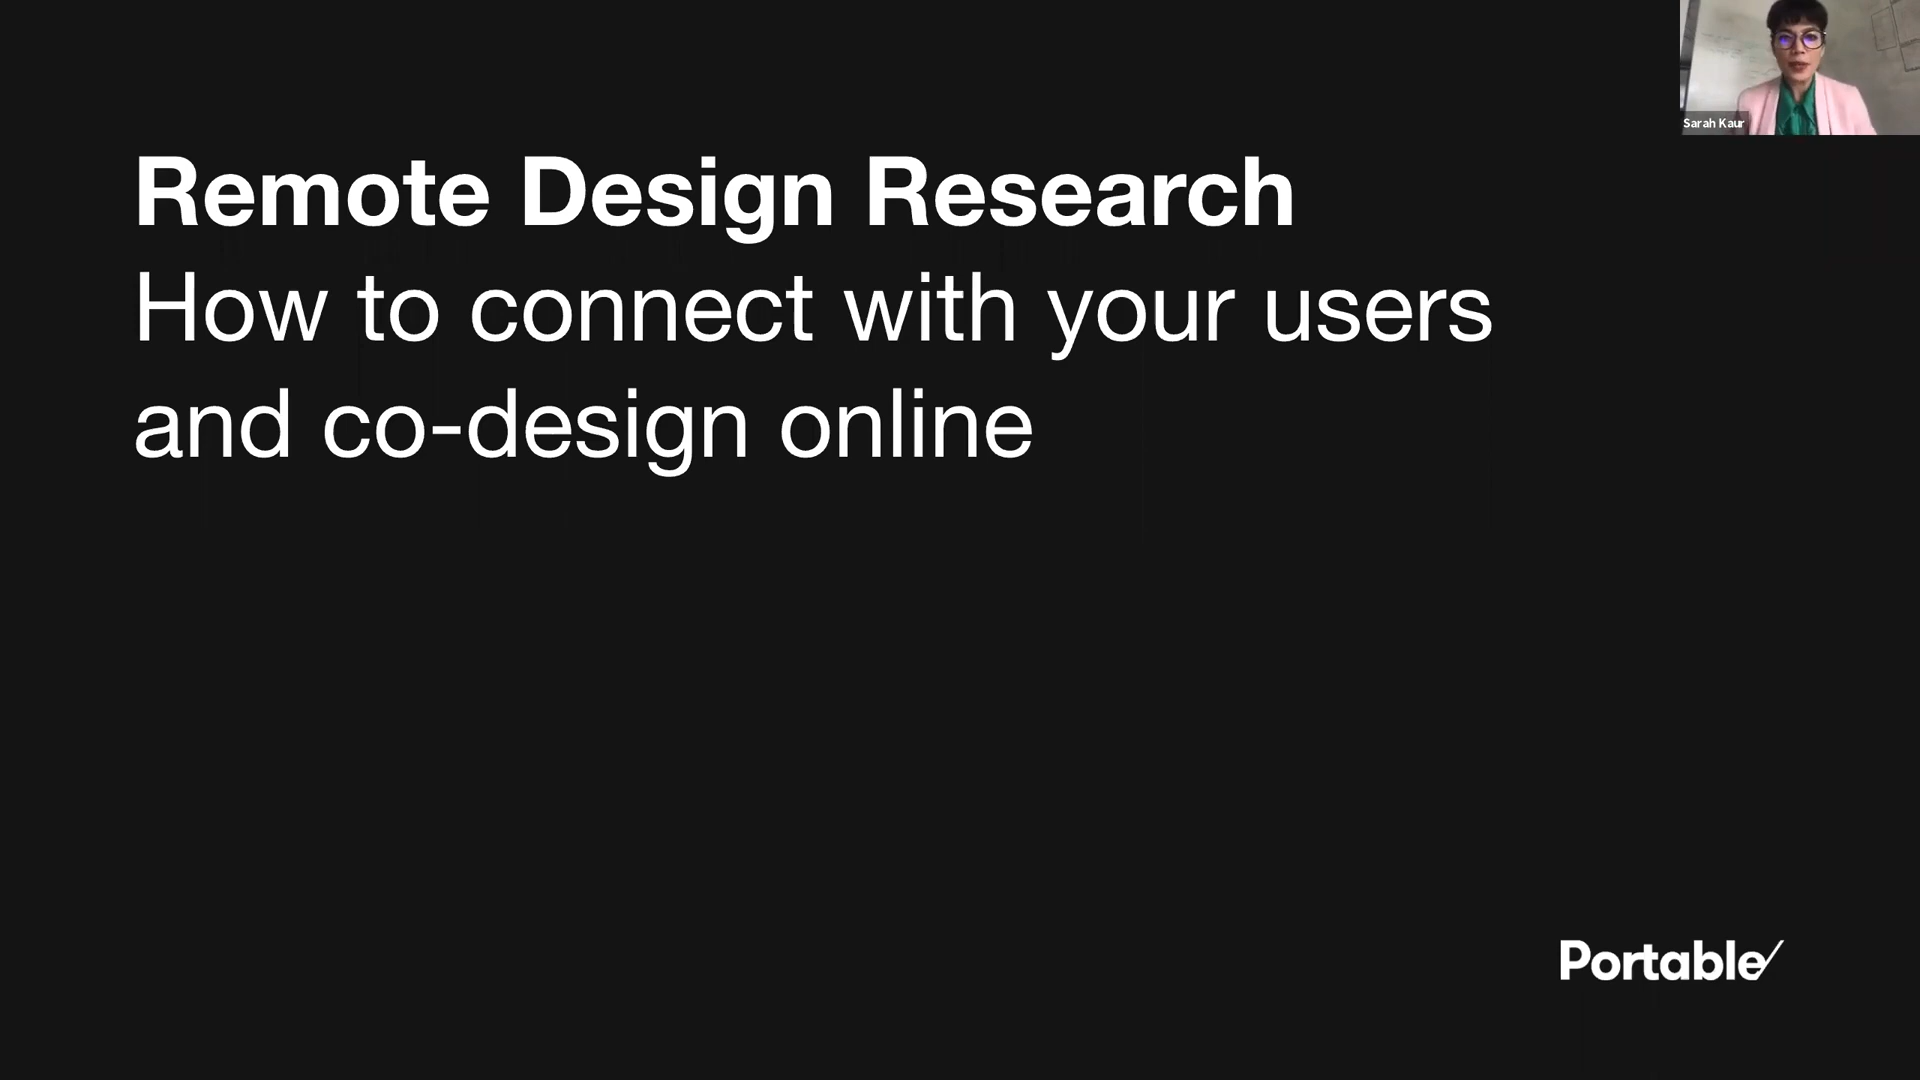 Sarah Kaur
Remote Design Research
How to connect with your users
and co-design online
Portable